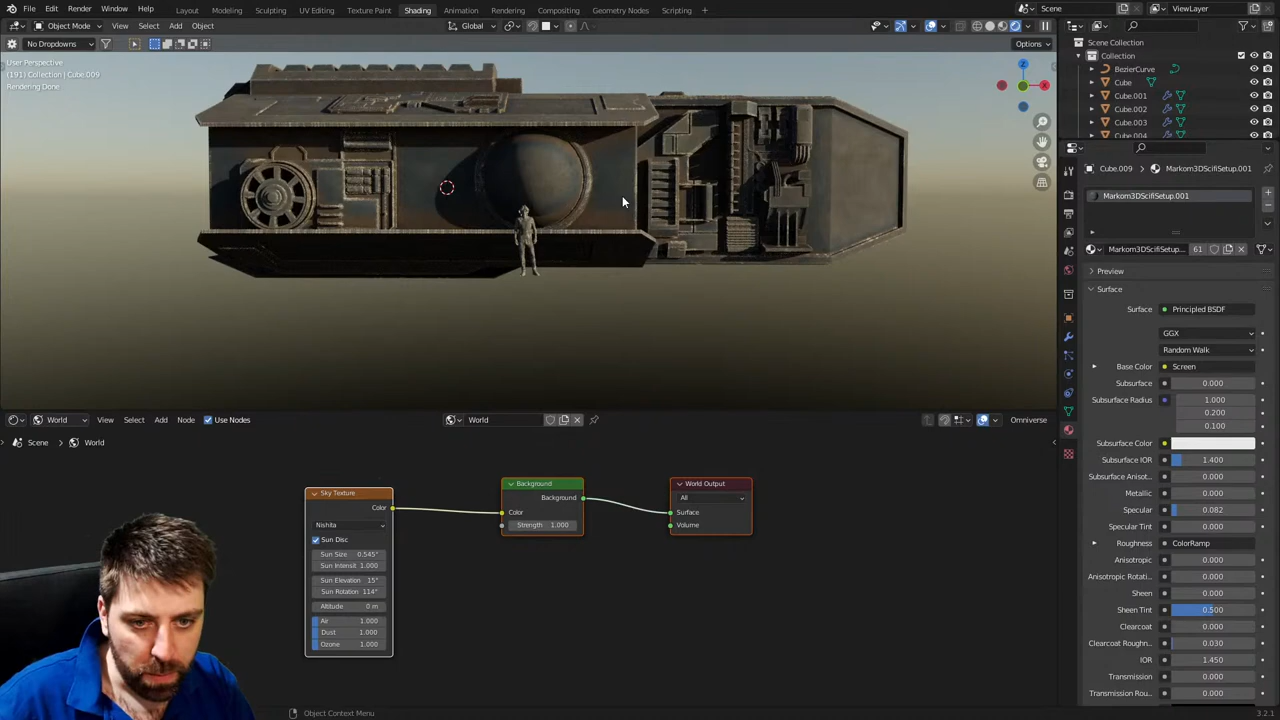 File Edit Render Window Help Layout Modeling Sculpting UV Editing Texture Paint Shading Animation Rendering Compositing Geometry Nodes Scripting Scene ViewLayer
Object Mode View Select Add Object Global
No Dropdowns Options
User Perspective
(191) Collection | Cube.009
Rendering Done
Scene Collection
Collection
BezierCurve
Cube
Cube.001
Cube.002
Cube.003
Cube.004
Cube.009 Markom3DScifiSetup.001
Markom3DScifiSetup.001
Markom3DScifiSetup... 61
Preview
Surface
Surface Principled BSDF
GGX
Random Walk
Base Color Screen
Subsurface 0.000
Subsurface Radius 1.000
0.200
0.100
Subsurface Color
Subsurface IOR 1.400
Subsurface Anisot... 0.000
Metallic 0.000
Specular 0.082
Specular Tint 0.000
Roughness ColorRamp
Anisotropic 0.000
Anisotropic Rotati... 0.000
Sheen 0.000
Sheen Tint 0.500
Clearcoat 0.000
Clearcoat Roughn... 0.030
IOR 1.450
Transmission 0.000
Transmission Rou... 0.000
World View Select Add Node Use Nodes World Omniverse
Scene World
Sky Texture
Color
Nishita
Sun Disc
Sun Size 0.545°
Sun Intensit 1.000
Sun Elevation 15°
Sun Rotation 114°
Altitude 0 m
Air 1.000
Dust 1.000
Ozone 1.000
Background
Background
Color
Strength 1.000
World Output
All
Surface
Volume
Object Context Menu 3.2.1